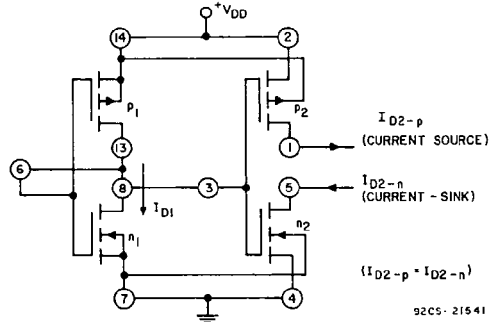 +VDD
14
2
p1
p2
ID2-p
(CURRENT SOURCE)
13
1
6
8
3
5
ID1
ID2-n
(CURRENT - SINK)
n1
n2
7
4
(ID2-p = ID2-n)
92CS-21541